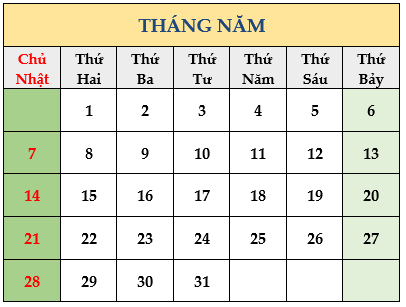 THÁNG NĂM
Chủ Nhật Thứ Hai Thứ Ba Thứ Tư Thứ Năm Thứ Sáu Thứ Bảy
1 2 3 4 5 6
7 8 9 10 11 12 13
14 15 16 17 18 19 20
21 22 23 24 25 26 27
28 29 30 31